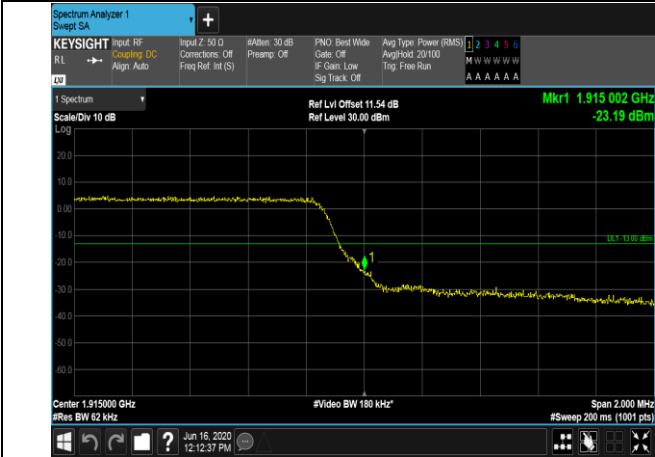 Spectrum Analyzer 1
Swept SA
+
KEYSIGHT
RL
LXI
Input: RF
Coupling: DC
Align: Auto
Input Z: 50 Ω
Corrections: Off
Freq Ref: Int (S)
#Atten: 30 dB
Preamp: Off
PNO: Best Wide
Gate: Off
IF Gain: Low
Sig Track: Off
Avg Type: Power (RMS)
Avg|Hold: 20/100
Trig: Free Run
1 2 3 4 5 6
M W W W W W
A A A A A A
1 Spectrum
Scale/Div 10 dB
Log
Ref Lvl Offset 11.54 dB
Ref Level 30.00 dBm
Mkr1 1.915 002 GHz
-23.19 dBm
20.0
10.0
0.00
-10.0
-20.0
-30.0
-40.0
-50.0
-60.0
DL1 -13.00 dBm
1
Center 1.915000 GHz
#Res BW 62 kHz
#Video BW 180 kHz*
Span 2.000 MHz
#Sweep 200 ms (1001 pts)
?
Jun 16, 2020
12:12:37 PM